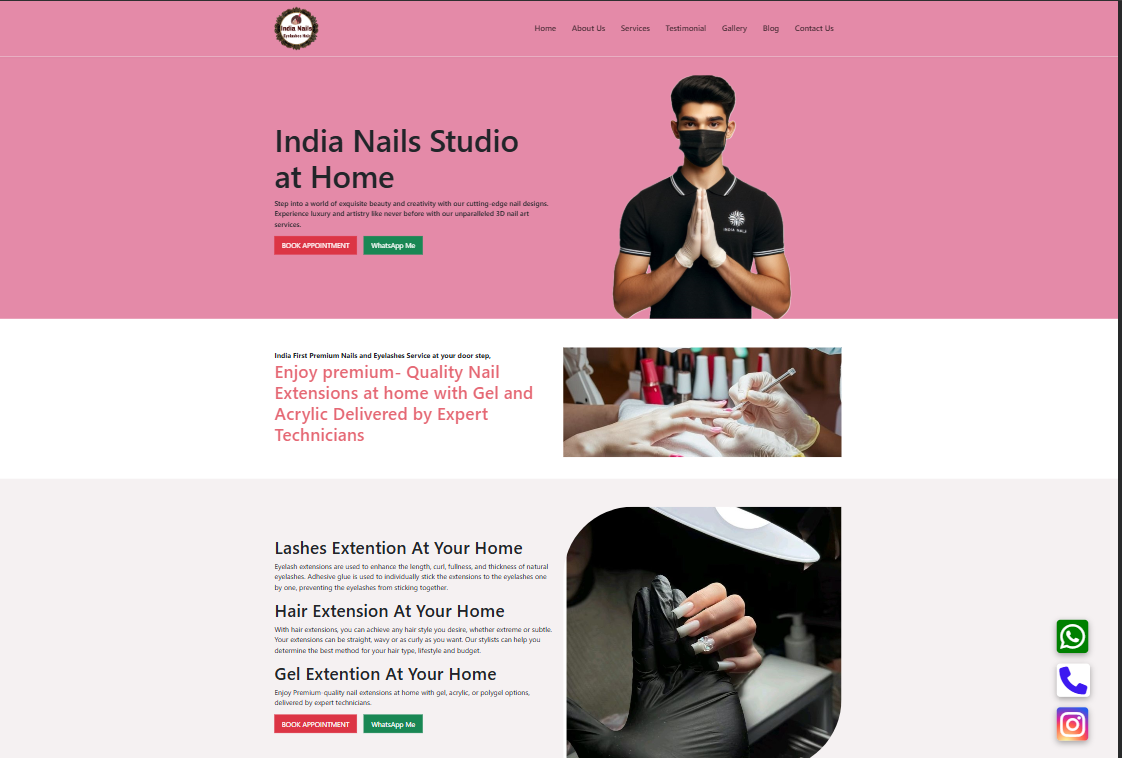 India Nails
Eyelashes Hair
Home About Us Services Testimonial Gallery Blog Contact Us
India Nails Studio
at Home
Step into a world of exquisite beauty and creativity with our cutting-edge nail designs.
Experience luxury and artistry like never before with our unparalleled 3D nail art
services.
BOOK APPOINTMENT WhatsApp Me
INDIA NAILS
India First Premium Nails and Eyelashes Service at your door step,
Enjoy premium- Quality Nail
Extensions at home with Gel and
Acrylic Delivered by Expert
Technicians
Lashes Extention At Your Home
Eyelash extensions are used to enhance the length, curl, fullness, and thickness of natural
eyelashes. Adhesive glue is used to individually stick the extensions to the eyelashes one
by one, preventing the eyelashes from sticking together.
Hair Extension At Your Home
With hair extensions, you can achieve any hair style you desire, whether extreme or subtle.
Your extensions can be straight, wavy or as curly as you want. Our stylists can help you
determine the best method for your hair type, lifestyle and budget.
Gel Extention At Your Home
Enjoy Premium-quality nail extensions at home with gel, acrylic, or polygel options,
delivered by expert technicians.
BOOK APPOINTMENT WhatsApp Me